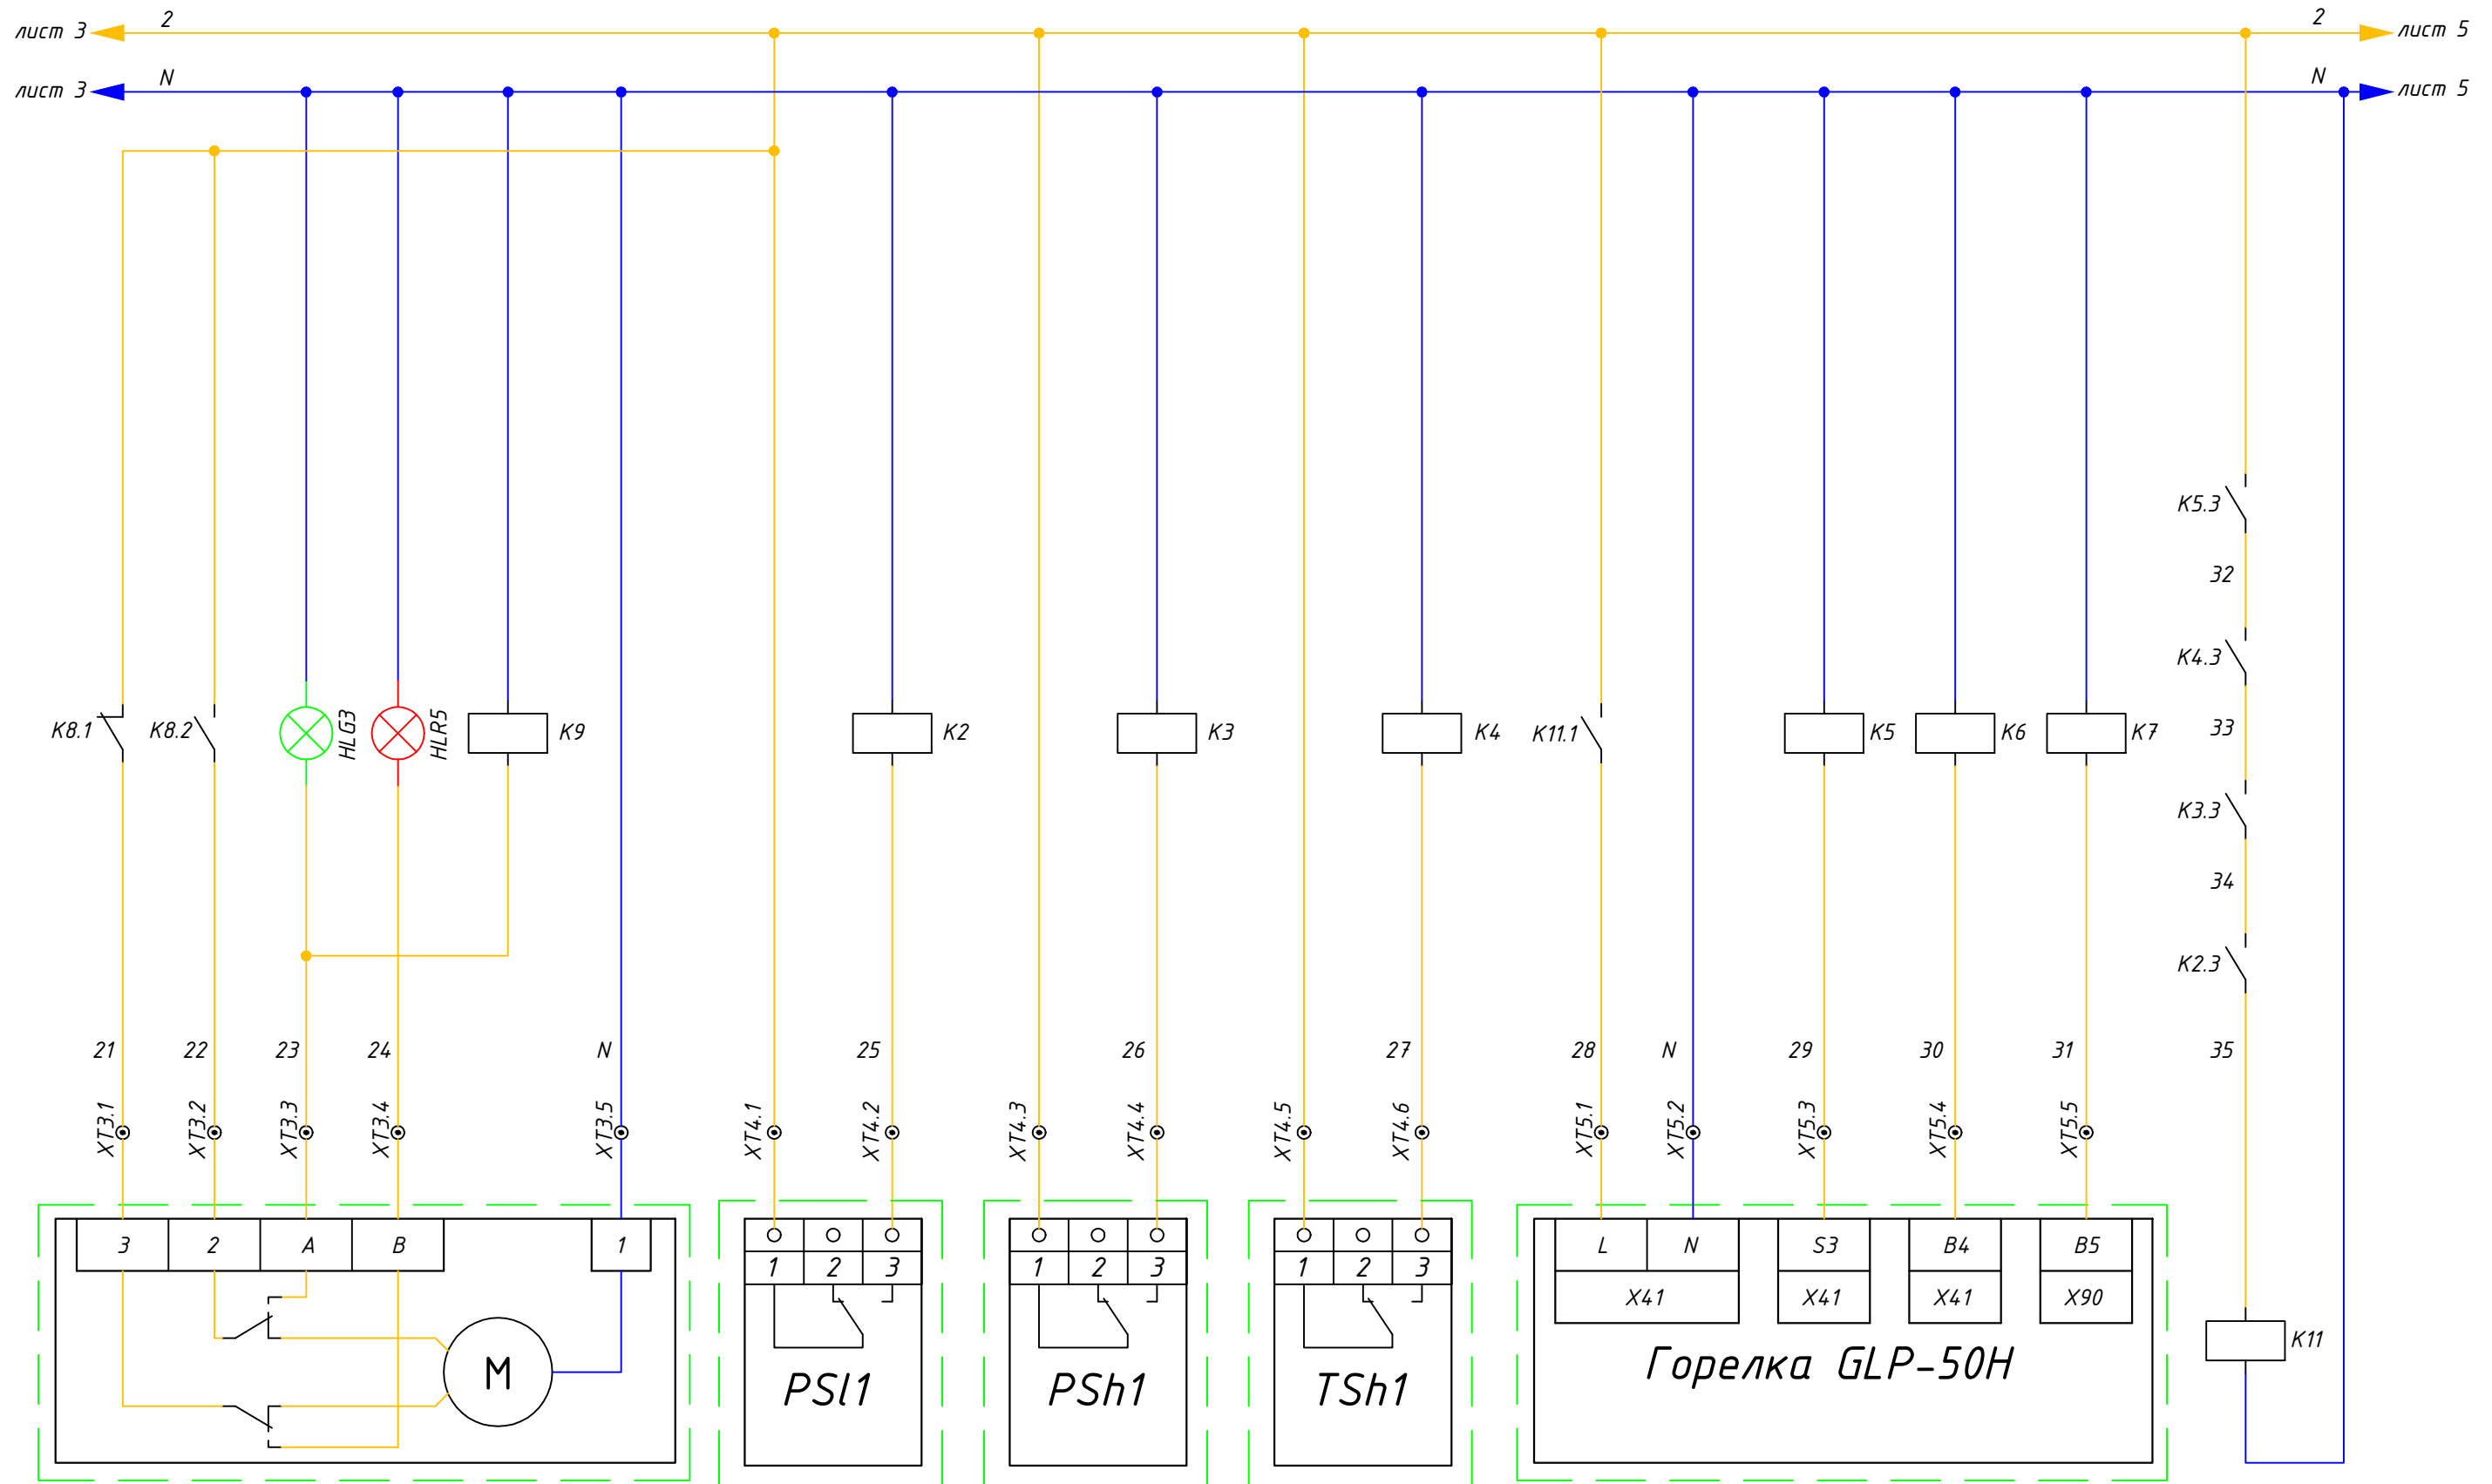 лист 3
2
2
лист 5
лист 3
N
N
лист 5
K5.3
32
K4.3
33
K8.1
K8.2
HLG3
HLR5
K9
K2
K3
K4
K11.1
K5
K6
K7
K3.3
34
K2.3
21
22
23
24
N
25
26
27
28
N
29
30
31
35
XT3.1
XT3.2
XT3.3
XT3.4
XT3.5
XT4.1
XT4.2
XT4.3
XT4.4
XT4.5
XT4.6
XT5.1
XT5.2
XT5.3
XT5.4
XT5.5
3
2
A
B
1
1
2
3
1
2
3
1
2
3
L
N
S3
B4
B5
X41
X41
X41
X90
K11
M
PSl1
PSh1
TSh1
Горелка GLP-50H